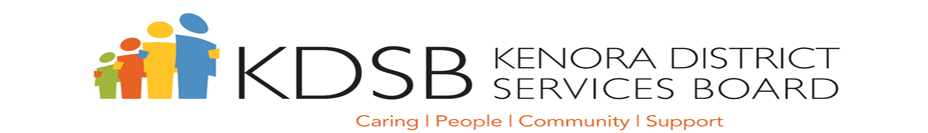 KDSB
KENORA DISTRICT
SERVICES BOARD
Caring | People | Community | Support